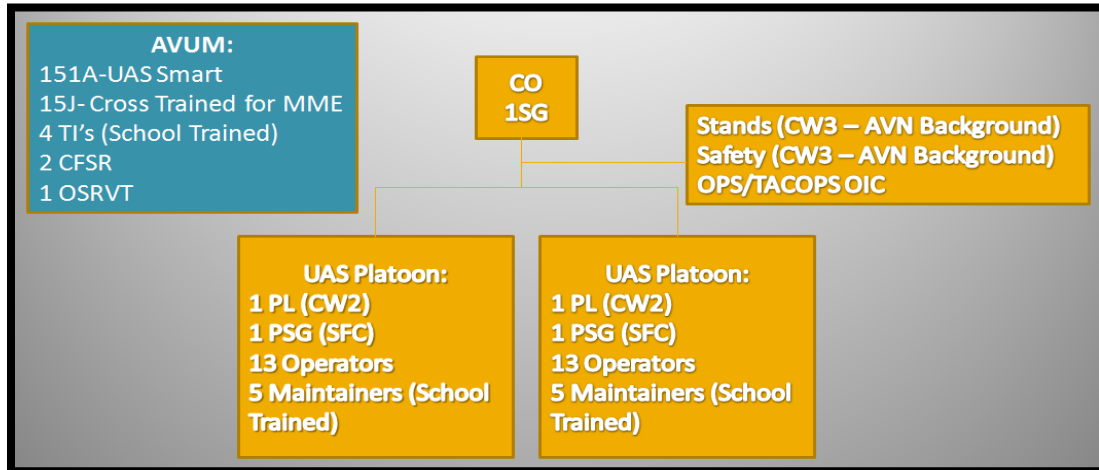 AVUM:
151A-UAS Smart
15J- Cross Trained for MME
4 TI's (School Trained)
2 CFSR
1 OSRVT
CO
1SG
Stands (CW3 – AVN Background)
Safety (CW3 – AVN Background)
OPS/TACOPS OIC
UAS Platoon:
1 PL (CW2)
1 PSG (SFC)
13 Operators
5 Maintainers (School
Trained)
UAS Platoon:
1 PL (CW2)
1 PSG (SFC)
13 Operators
5 Maintainers (School
Trained)